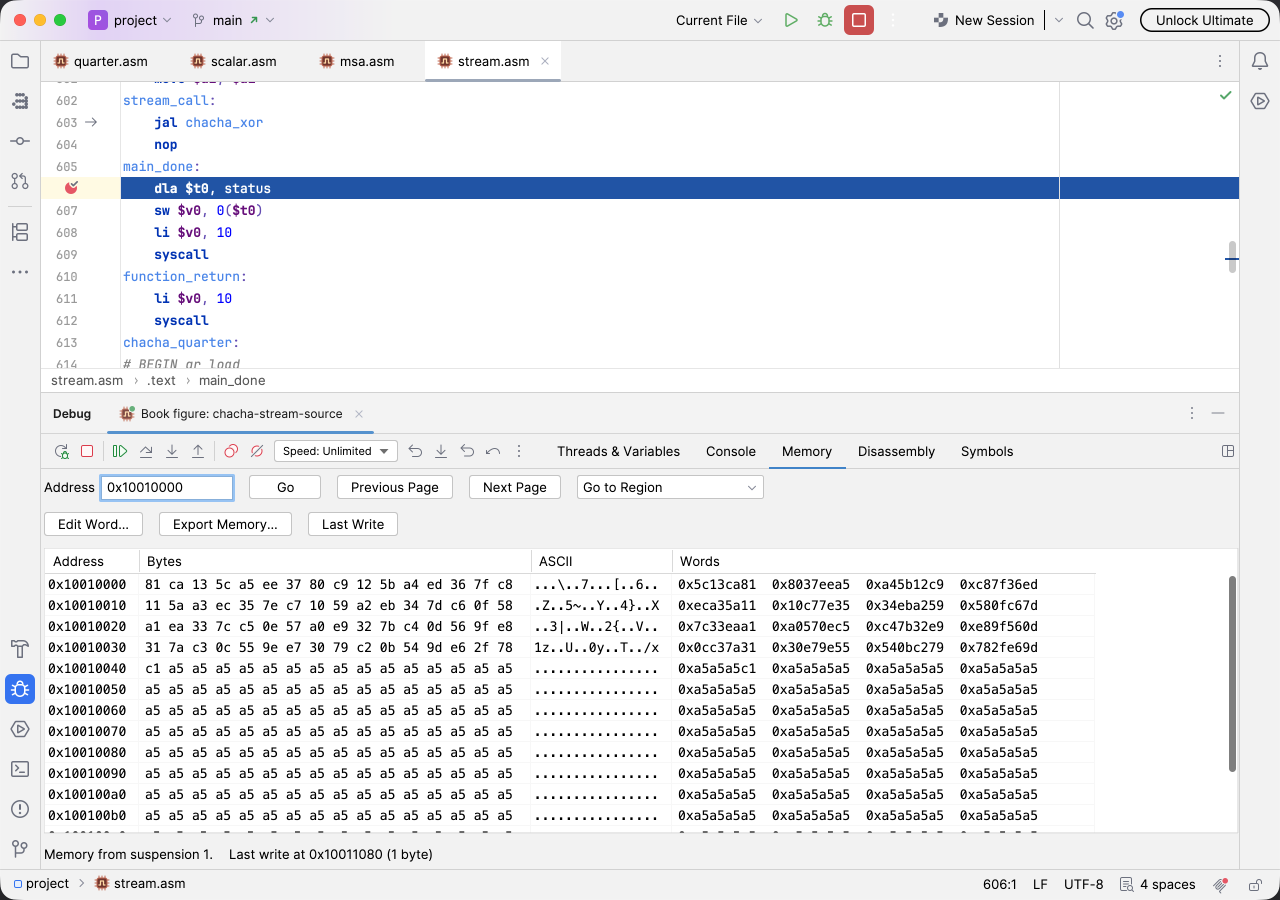 P project main Current File New Session Unlock Ultimate
quarter.asm scalar.asm msa.asm stream.asm
602 stream_call:
603 jal chacha_xor
604 nop
605 main_done:
dla $t0, status
607 sw $v0, 0($t0)
608 li $v0, 10
609 syscall
610 function_return:
611 li $v0, 10
612 syscall
613 chacha_quarter:
614 # BEGIN qr load
stream.asm › .text › main_done
Debug Book figure: chacha-stream-source
Speed: Unlimited Threads & Variables Console Memory Disassembly Symbols
Address 0x10010000 Go Previous Page Next Page Go to Region
Edit Word... Export Memory... Last Write
Address Bytes ASCII Words
0x10010000 81 ca 13 5c a5 ee 37 80 c9 12 5b a4 ed 36 7f c8 ...\..7...[..6.. 0x5c13ca81 0x8037eea5 0xa45b12c9 0xc87f36ed
0x10010010 11 5a a3 ec 35 7e c7 10 59 a2 eb 34 7d c6 0f 58 .Z..5~..Y..4}..X 0xeca35a11 0x10c77e35 0x34eba259 0x580fc67d
0x10010020 a1 ea 33 7c c5 0e 57 a0 e9 32 7b c4 0d 56 9f e8 ..3|..W..2{..V.. 0x7c33eaa1 0xa0570ec5 0xc47b32e9 0xe89f560d
0x10010030 31 7a c3 0c 55 9e e7 30 79 c2 0b 54 9d e6 2f 78 1z..U..0y..T../x 0x0cc37a31 0x30e79e55 0x540bc279 0x782fe69d
0x10010040 c1 a5 a5 a5 a5 a5 a5 a5 a5 a5 a5 a5 a5 a5 a5 a5 ................ 0xa5a5a5c1 0xa5a5a5a5 0xa5a5a5a5 0xa5a5a5a5
0x10010050 a5 a5 a5 a5 a5 a5 a5 a5 a5 a5 a5 a5 a5 a5 a5 a5 ................ 0xa5a5a5a5 0xa5a5a5a5 0xa5a5a5a5 0xa5a5a5a5
0x10010060 a5 a5 a5 a5 a5 a5 a5 a5 a5 a5 a5 a5 a5 a5 a5 a5 ................ 0xa5a5a5a5 0xa5a5a5a5 0xa5a5a5a5 0xa5a5a5a5
0x10010070 a5 a5 a5 a5 a5 a5 a5 a5 a5 a5 a5 a5 a5 a5 a5 a5 ................ 0xa5a5a5a5 0xa5a5a5a5 0xa5a5a5a5 0xa5a5a5a5
0x10010080 a5 a5 a5 a5 a5 a5 a5 a5 a5 a5 a5 a5 a5 a5 a5 a5 ................ 0xa5a5a5a5 0xa5a5a5a5 0xa5a5a5a5 0xa5a5a5a5
0x10010090 a5 a5 a5 a5 a5 a5 a5 a5 a5 a5 a5 a5 a5 a5 a5 a5 ................ 0xa5a5a5a5 0xa5a5a5a5 0xa5a5a5a5 0xa5a5a5a5
0x100100a0 a5 a5 a5 a5 a5 a5 a5 a5 a5 a5 a5 a5 a5 a5 a5 a5 ................ 0xa5a5a5a5 0xa5a5a5a5 0xa5a5a5a5 0xa5a5a5a5
0x100100b0 a5 a5 a5 a5 a5 a5 a5 a5 a5 a5 a5 a5 a5 a5 a5 a5 ................ 0xa5a5a5a5 0xa5a5a5a5 0xa5a5a5a5 0xa5a5a5a5
Memory from suspension 1. Last write at 0x10011080 (1 byte)
project › stream.asm 606:1 LF UTF-8 4 spaces